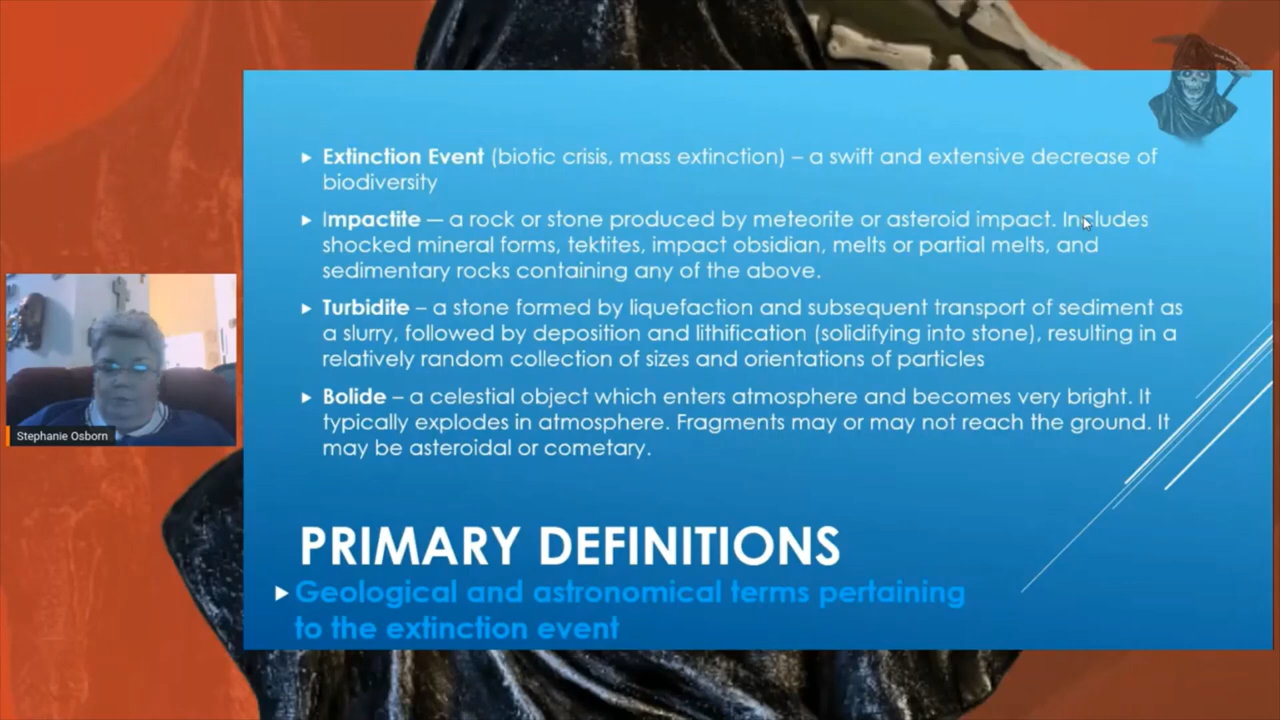 Extinction Event (biotic crisis, mass extinction) – a swift and extensive decrease of
biodiversity
Impactite — a rock or stone produced by meteorite or asteroid impact. Includes
shocked mineral forms, tektites, impact obsidian, melts or partial melts, and
sedimentary rocks containing any of the above.
Turbidite – a stone formed by liquefaction and subsequent transport of sediment as
a slurry, followed by deposition and lithification (solidifying into stone), resulting in a
relatively random collection of sizes and orientations of particles
Bolide – a celestial object which enters atmosphere and becomes very bright. It
typically explodes in atmosphere. Fragments may or may not reach the ground. It
may be asteroidal or cometary.
PRIMARY DEFINITIONS
Geological and astronomical terms pertaining
to the extinction event
Stephanie Osborn